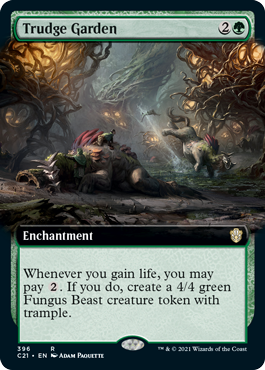 Trudge Garden 2
Enchantment
Whenever you gain life, you may
pay 2. If you do, create a 4/4 green
Fungus Beast creature token with
trample.
396 R
C21 • EN ADAM PAQUETTE ™ & © 2021 Wizards of the Coast